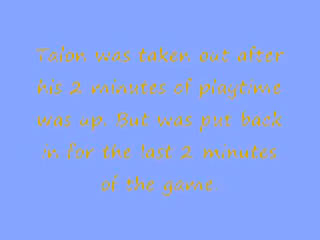 Talon was taken out after
his 2 minutes of playtime
was up. But was put back
in for the last 2 minutes
of the game